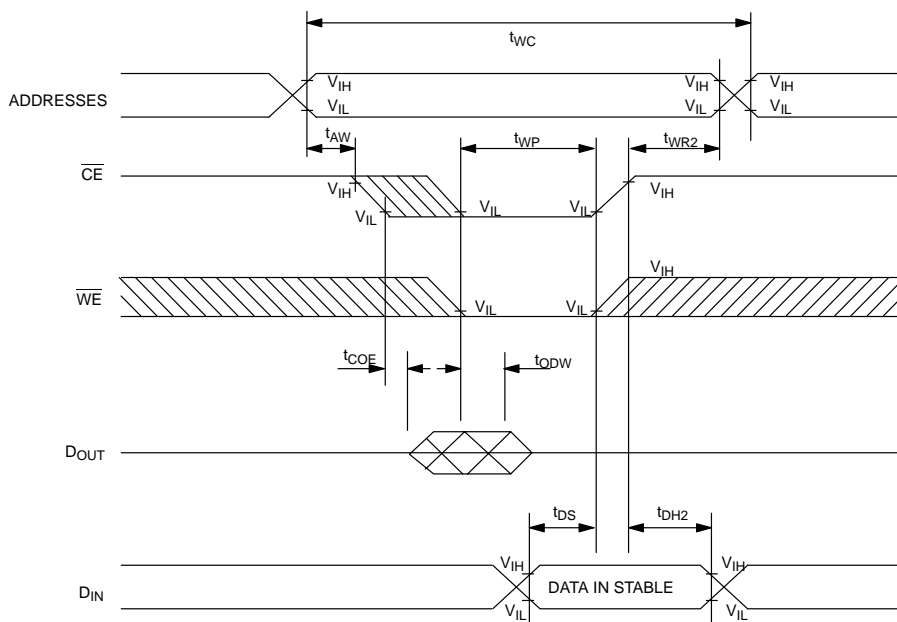 tWC
ADDRESSES
VIH
VIL
VIH
VIL
VIH
VIL
tAW
tWP
tWR2
CE
VIH
VIL
VIL
VIL
VIH
WE
VIL
VIL
VIH
tCOE
tODW
DOUT
tDS
tDH2
DIN
VIH
VIL
DATA IN STABLE
VIH
VIL